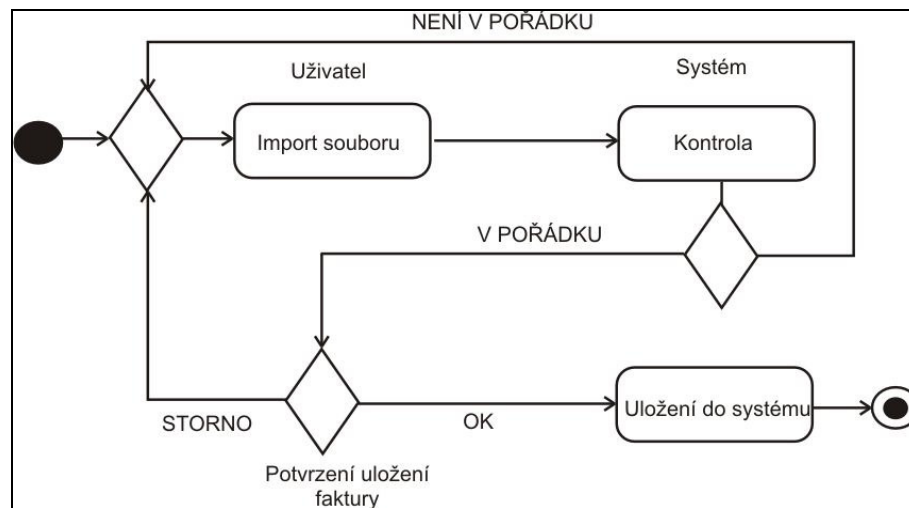 NENÍ V POŘÁDKU
Uživatel
Systém
Import souboru
Kontrola
V POŘÁDKU
STORNO
OK
Uložení do systému
Potvrzení uložení
faktury